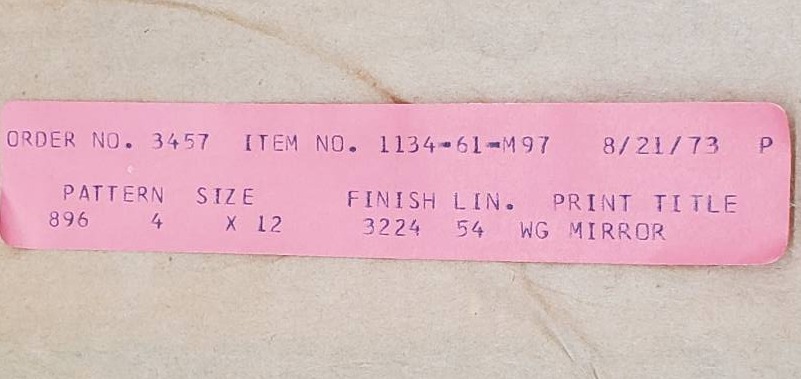 ORDER NO. 3457 ITEM NO. 1134-61-M97 8/21/73 P
PATTERN SIZE FINISH LIN. PRINT TITLE
896 4 X 12 3224 54 WG MIRROR